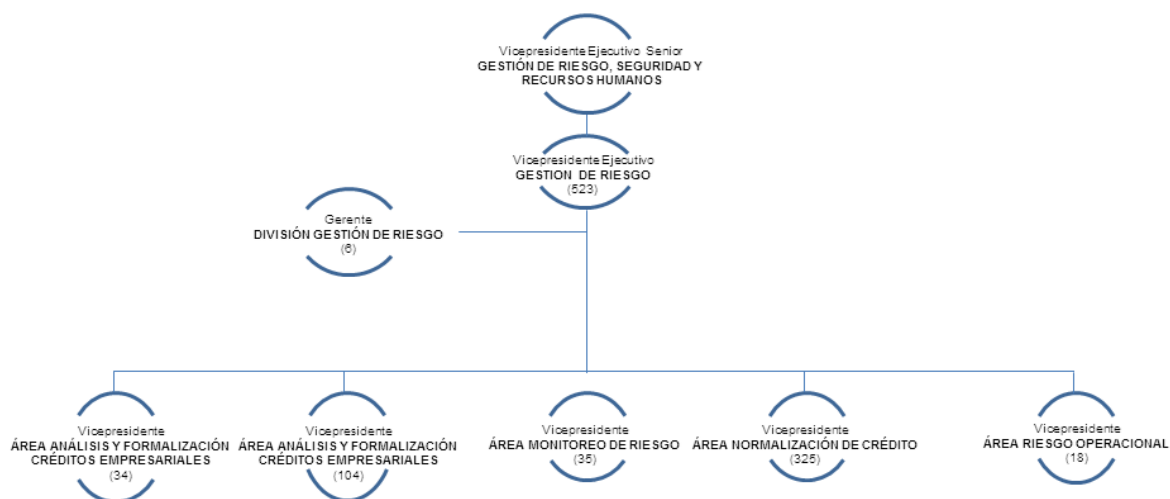 Vicepresidente Ejecutivo Senior
GESTIÓN DE RIESGO, SEGURIDAD Y
RECURSOS HUMANOS
Vicepresidente Ejecutivo
GESTION DE RIESGO
(523)
Gerente
DIVISIÓN GESTIÓN DE RIESGO
(6)
Vicepresidente
ÁREA ANÁLISIS Y FORMALIZACIÓN
CRÉDITOS EMPRESARIALES
(34)
Vicepresidente
ÁREA ANÁLISIS Y FORMALIZACIÓN
CRÉDITOS EMPRESARIALES
(104)
Vicepresidente
ÁREA MONITOREO DE RIESGO
(35)
Vicepresidente
ÁREA NORMALIZACIÓN DE CRÉDITO
(325)
Vicepresidente
ÁREA RIESGO OPERACIONAL
(18)